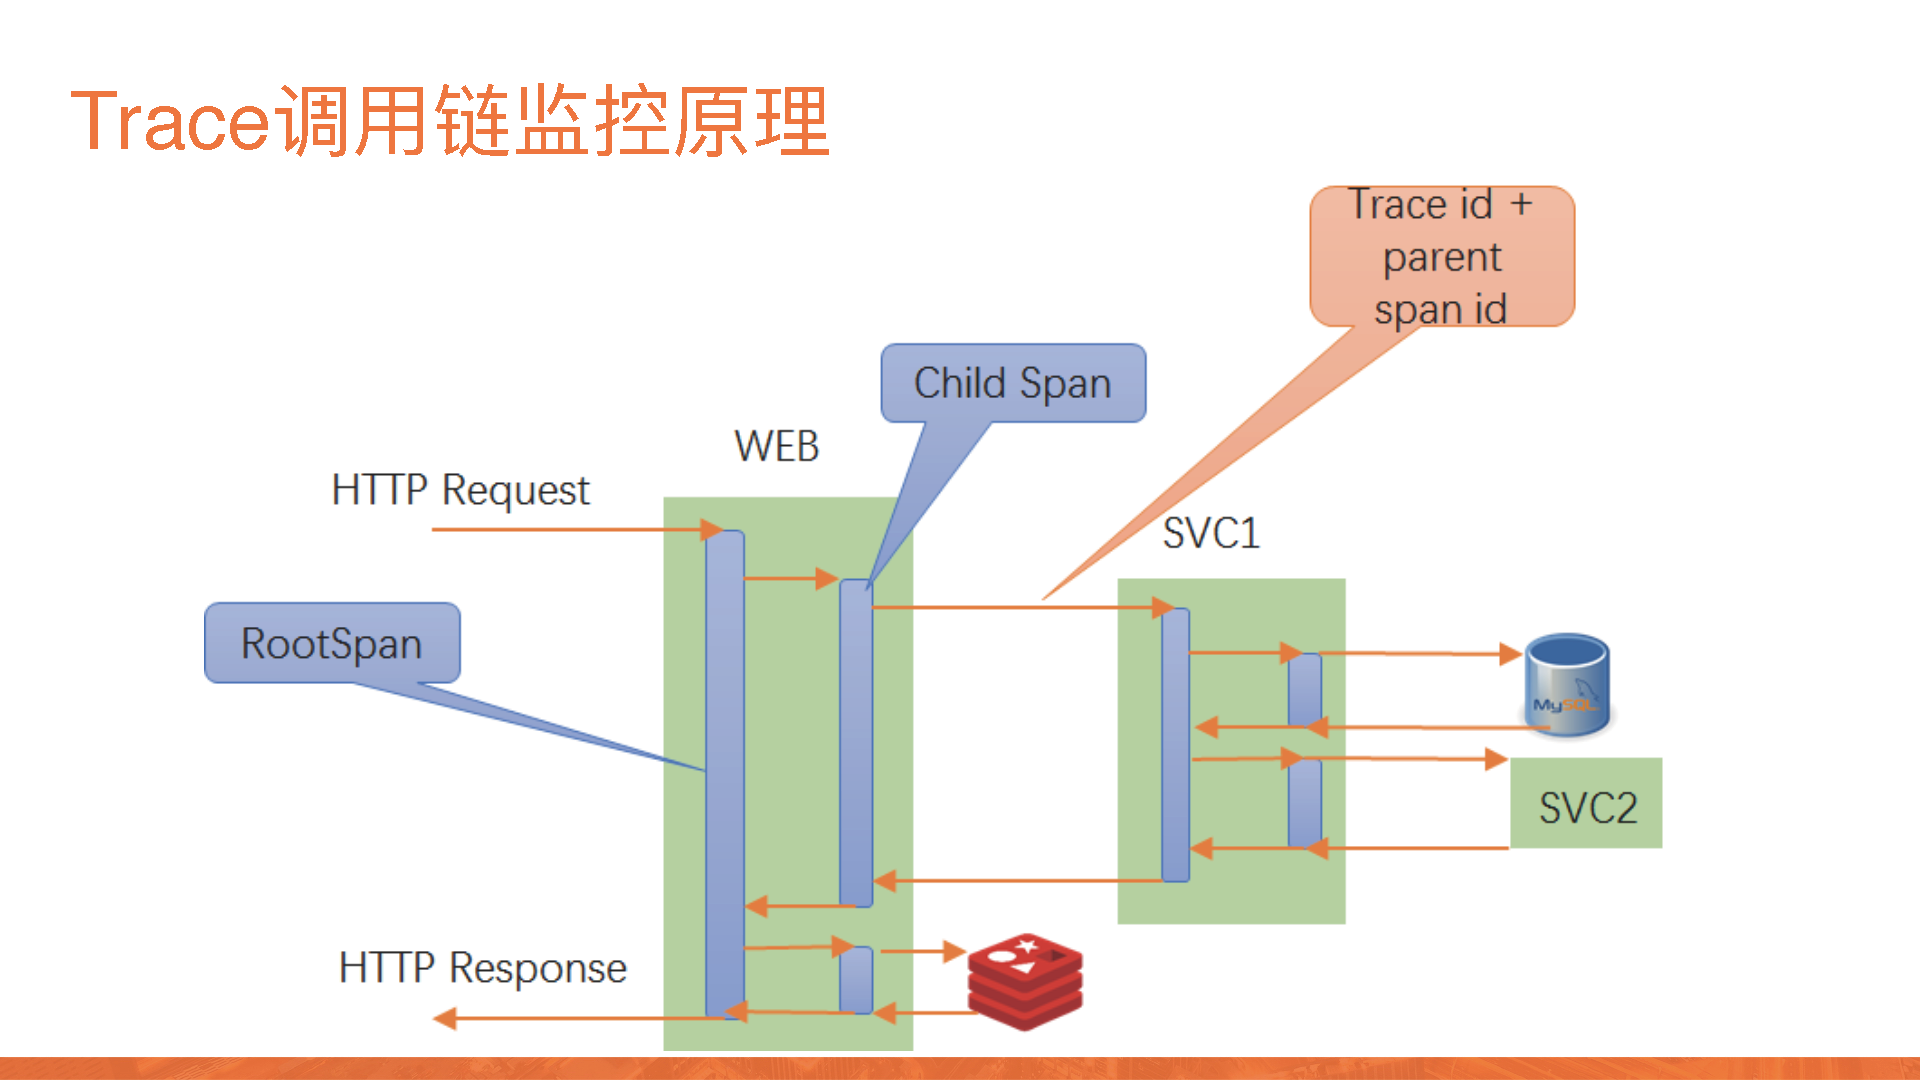 Trace调用链监控原理
Trace id +
parent
span id
Child Span
WEB
HTTP Request
SVC1
RootSpan
MySQL
SVC2
HTTP Response